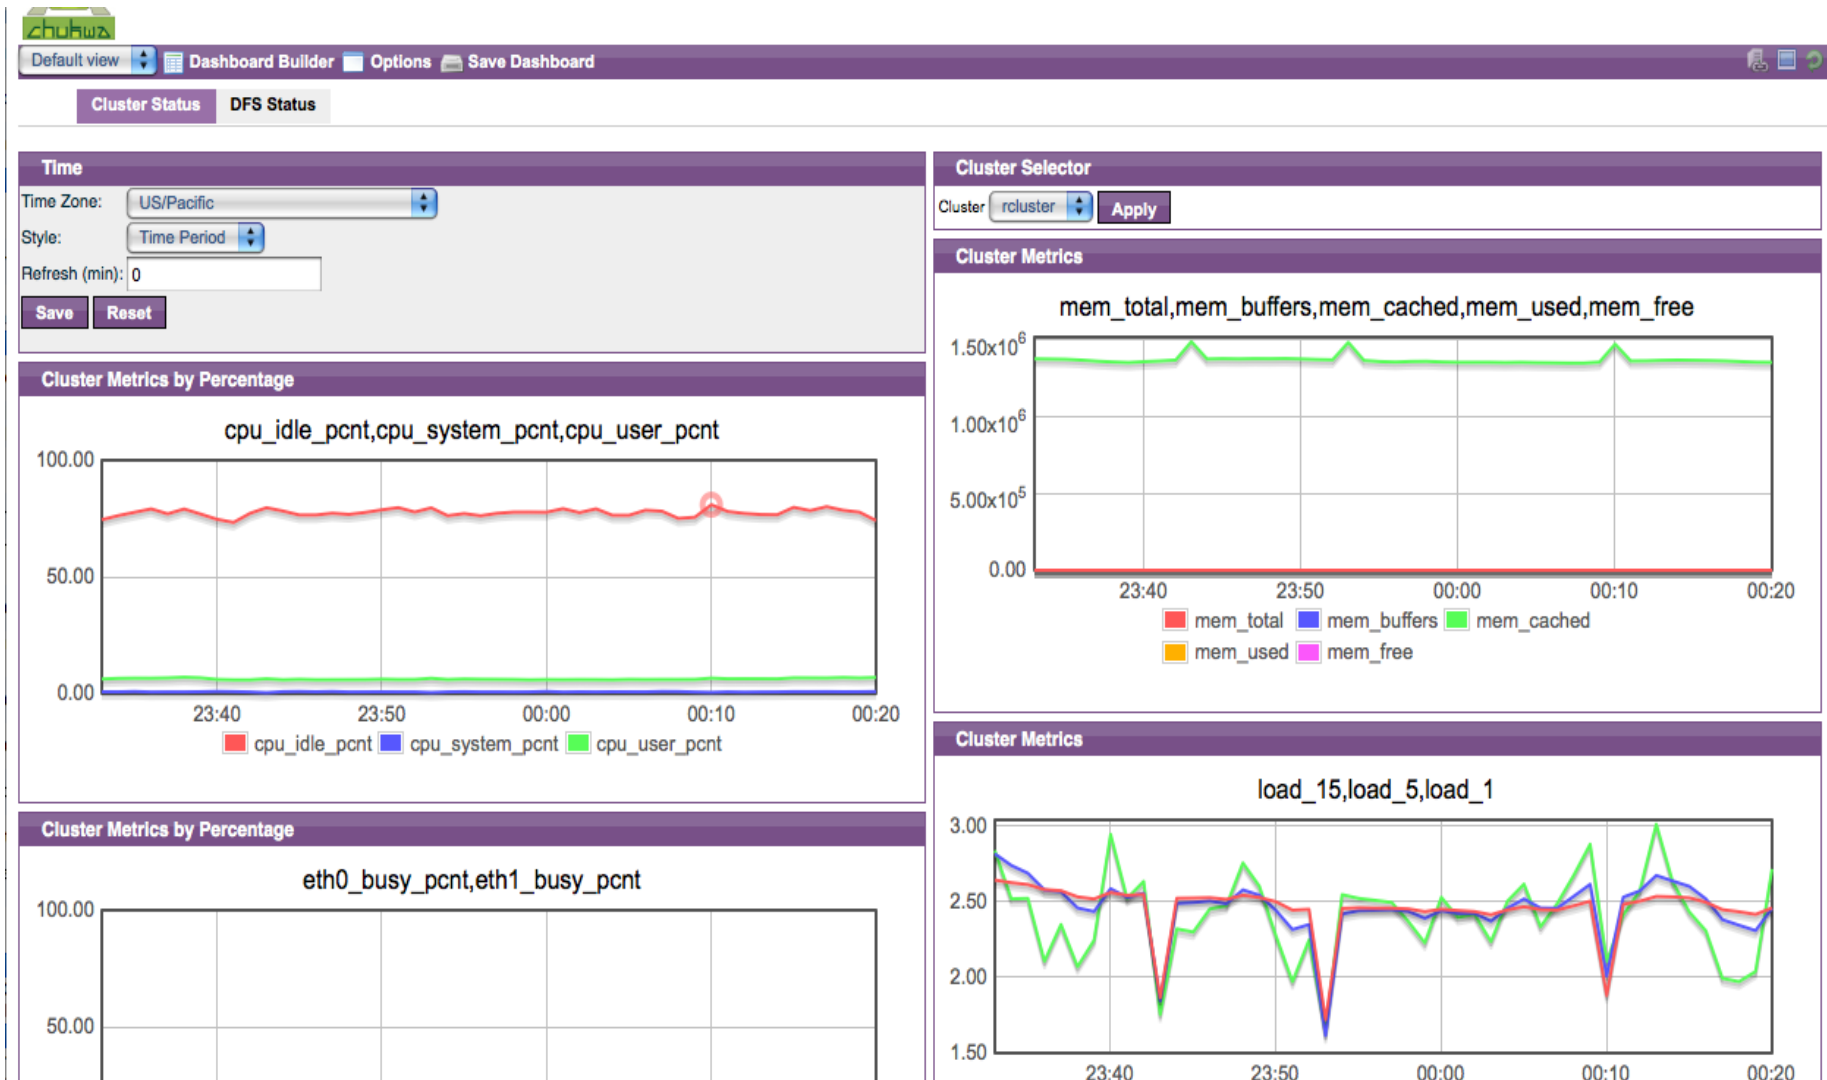 chukwa
Default view Dashboard Builder Options Save Dashboard
Cluster Status DFS Status
Time
Time Zone: US/Pacific
Style: Time Period
Refresh (min): 0
Save Reset
Cluster Metrics by Percentage
cpu_idle_pcnt,cpu_system_pcnt,cpu_user_pcnt
100.00
50.00
0.00
23:40 23:50 00:00 00:10 00:20
cpu_idle_pcnt cpu_system_pcnt cpu_user_pcnt
Cluster Metrics by Percentage
eth0_busy_pcnt,eth1_busy_pcnt
100.00
50.00
Cluster Selector
Cluster rcluster Apply
Cluster Metrics
mem_total,mem_buffers,mem_cached,mem_used,mem_free
1.50x10⁶
1.00x10⁶
5.00x10⁵
0.00
23:40 23:50 00:00 00:10 00:20
mem_total mem_buffers mem_cached
mem_used mem_free
Cluster Metrics
load_15,load_5,load_1
3.00
2.50
2.00
1.50
23:40 23:50 00:00 00:10 00:20